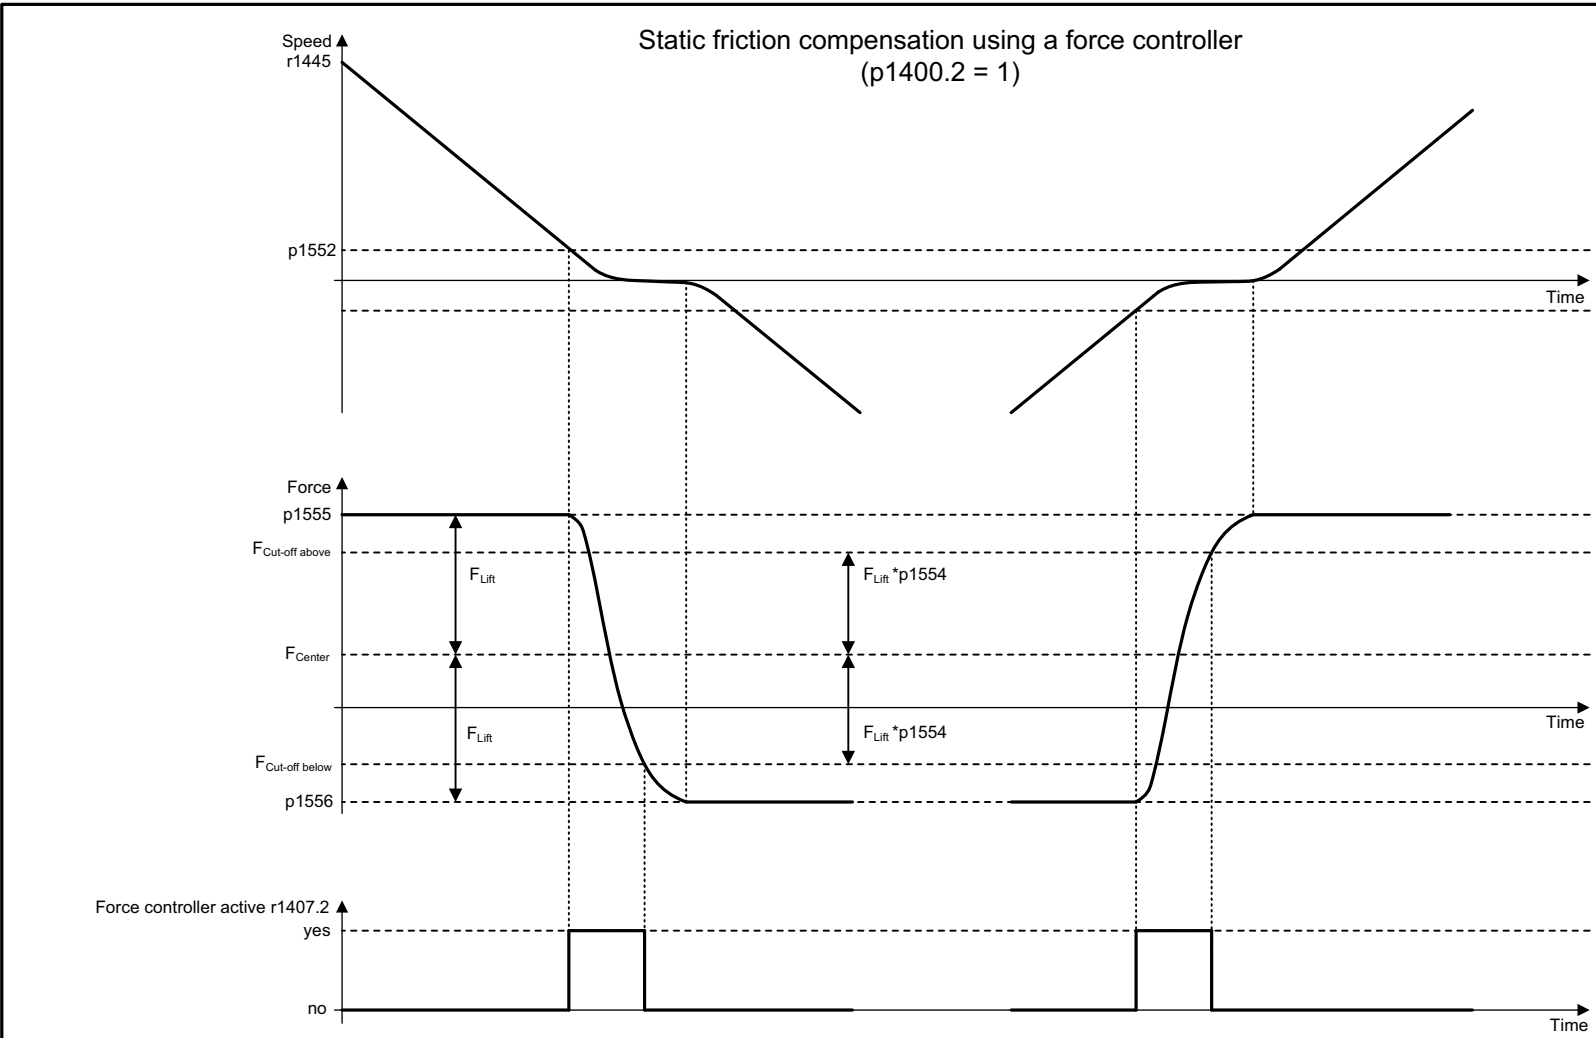 Static friction compensation using a force controller
(p1400.2 = 1)
Speed
r1445
p1552
Time
Force
p1555
FCut-off above
FLift
FLift *p1554
FCenter
Time
FLift
FLift *p1554
FCut-off below
p1556
Force controller active r1407.2
yes
no
Time